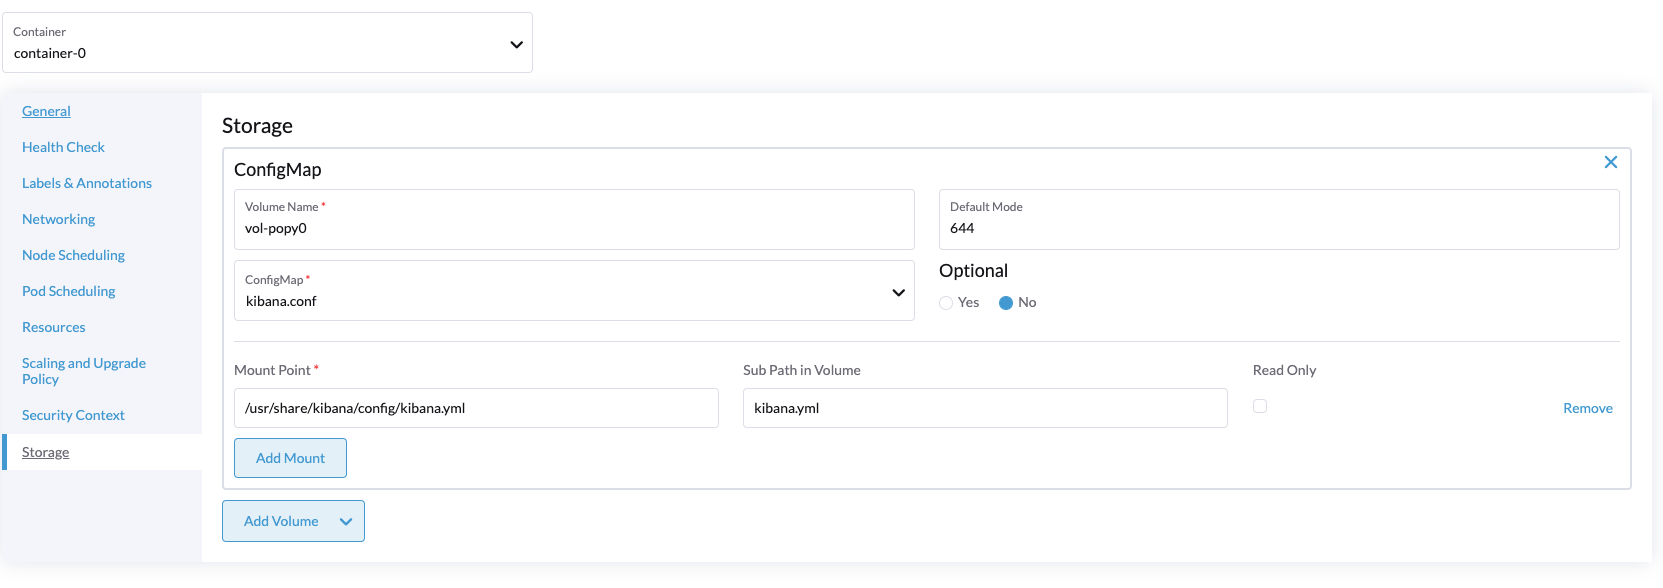 Container
container-0
General
Health Check
Labels & Annotations
Networking
Node Scheduling
Pod Scheduling
Resources
Scaling and Upgrade
Policy
Security Context
Storage
Storage
ConfigMap
Volume Name *
vol-popy0
Default Mode
644
ConfigMap *
kibana.conf
Optional
Yes
No
Mount Point *
Sub Path in Volume
Read Only
/usr/share/kibana/config/kibana.yml
kibana.yml
Remove
Add Mount
Add Volume